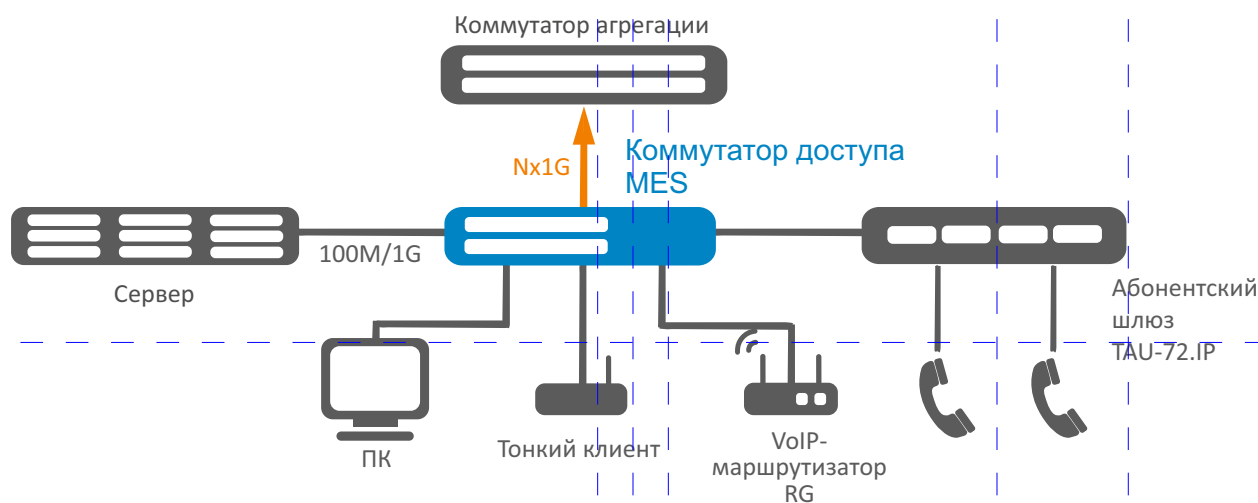 Коммутатор агрегации
Nx1G
Коммутатор доступа
MES
100M/1G
Сервер
Абонентский
шлюз
TAU-72.IP
ПК
Тонкий клиент
VoIP-
маршрутизатор
RG